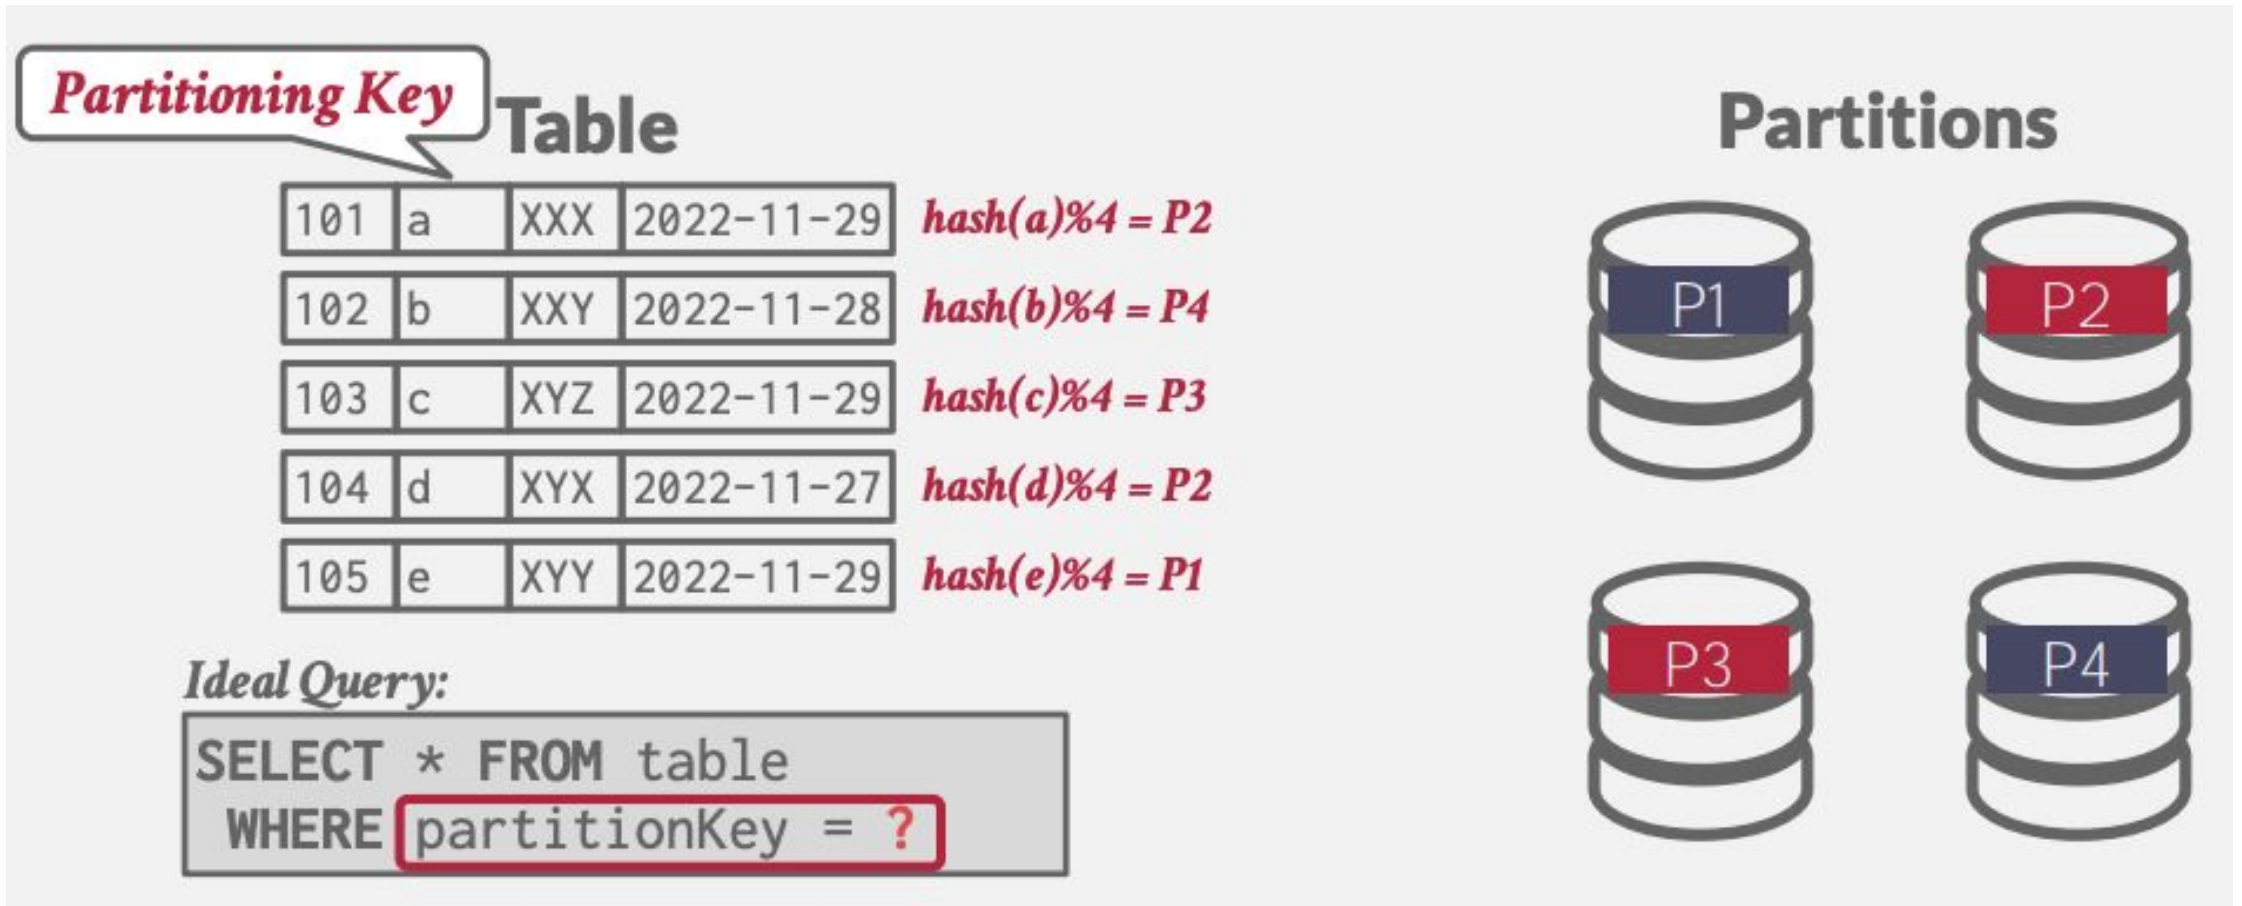 Partitioning Key
Table
Partitions
101 a XXX 2022-11-29 hash(a)%4 = P2
102 b XXY 2022-11-28 hash(b)%4 = P4
103 c XYZ 2022-11-29 hash(c)%4 = P3
104 d XYX 2022-11-27 hash(d)%4 = P2
105 e XYY 2022-11-29 hash(e)%4 = P1
P1 P2
P3 P4
Ideal Query:
SELECT * FROM table
WHERE partitionKey = ?